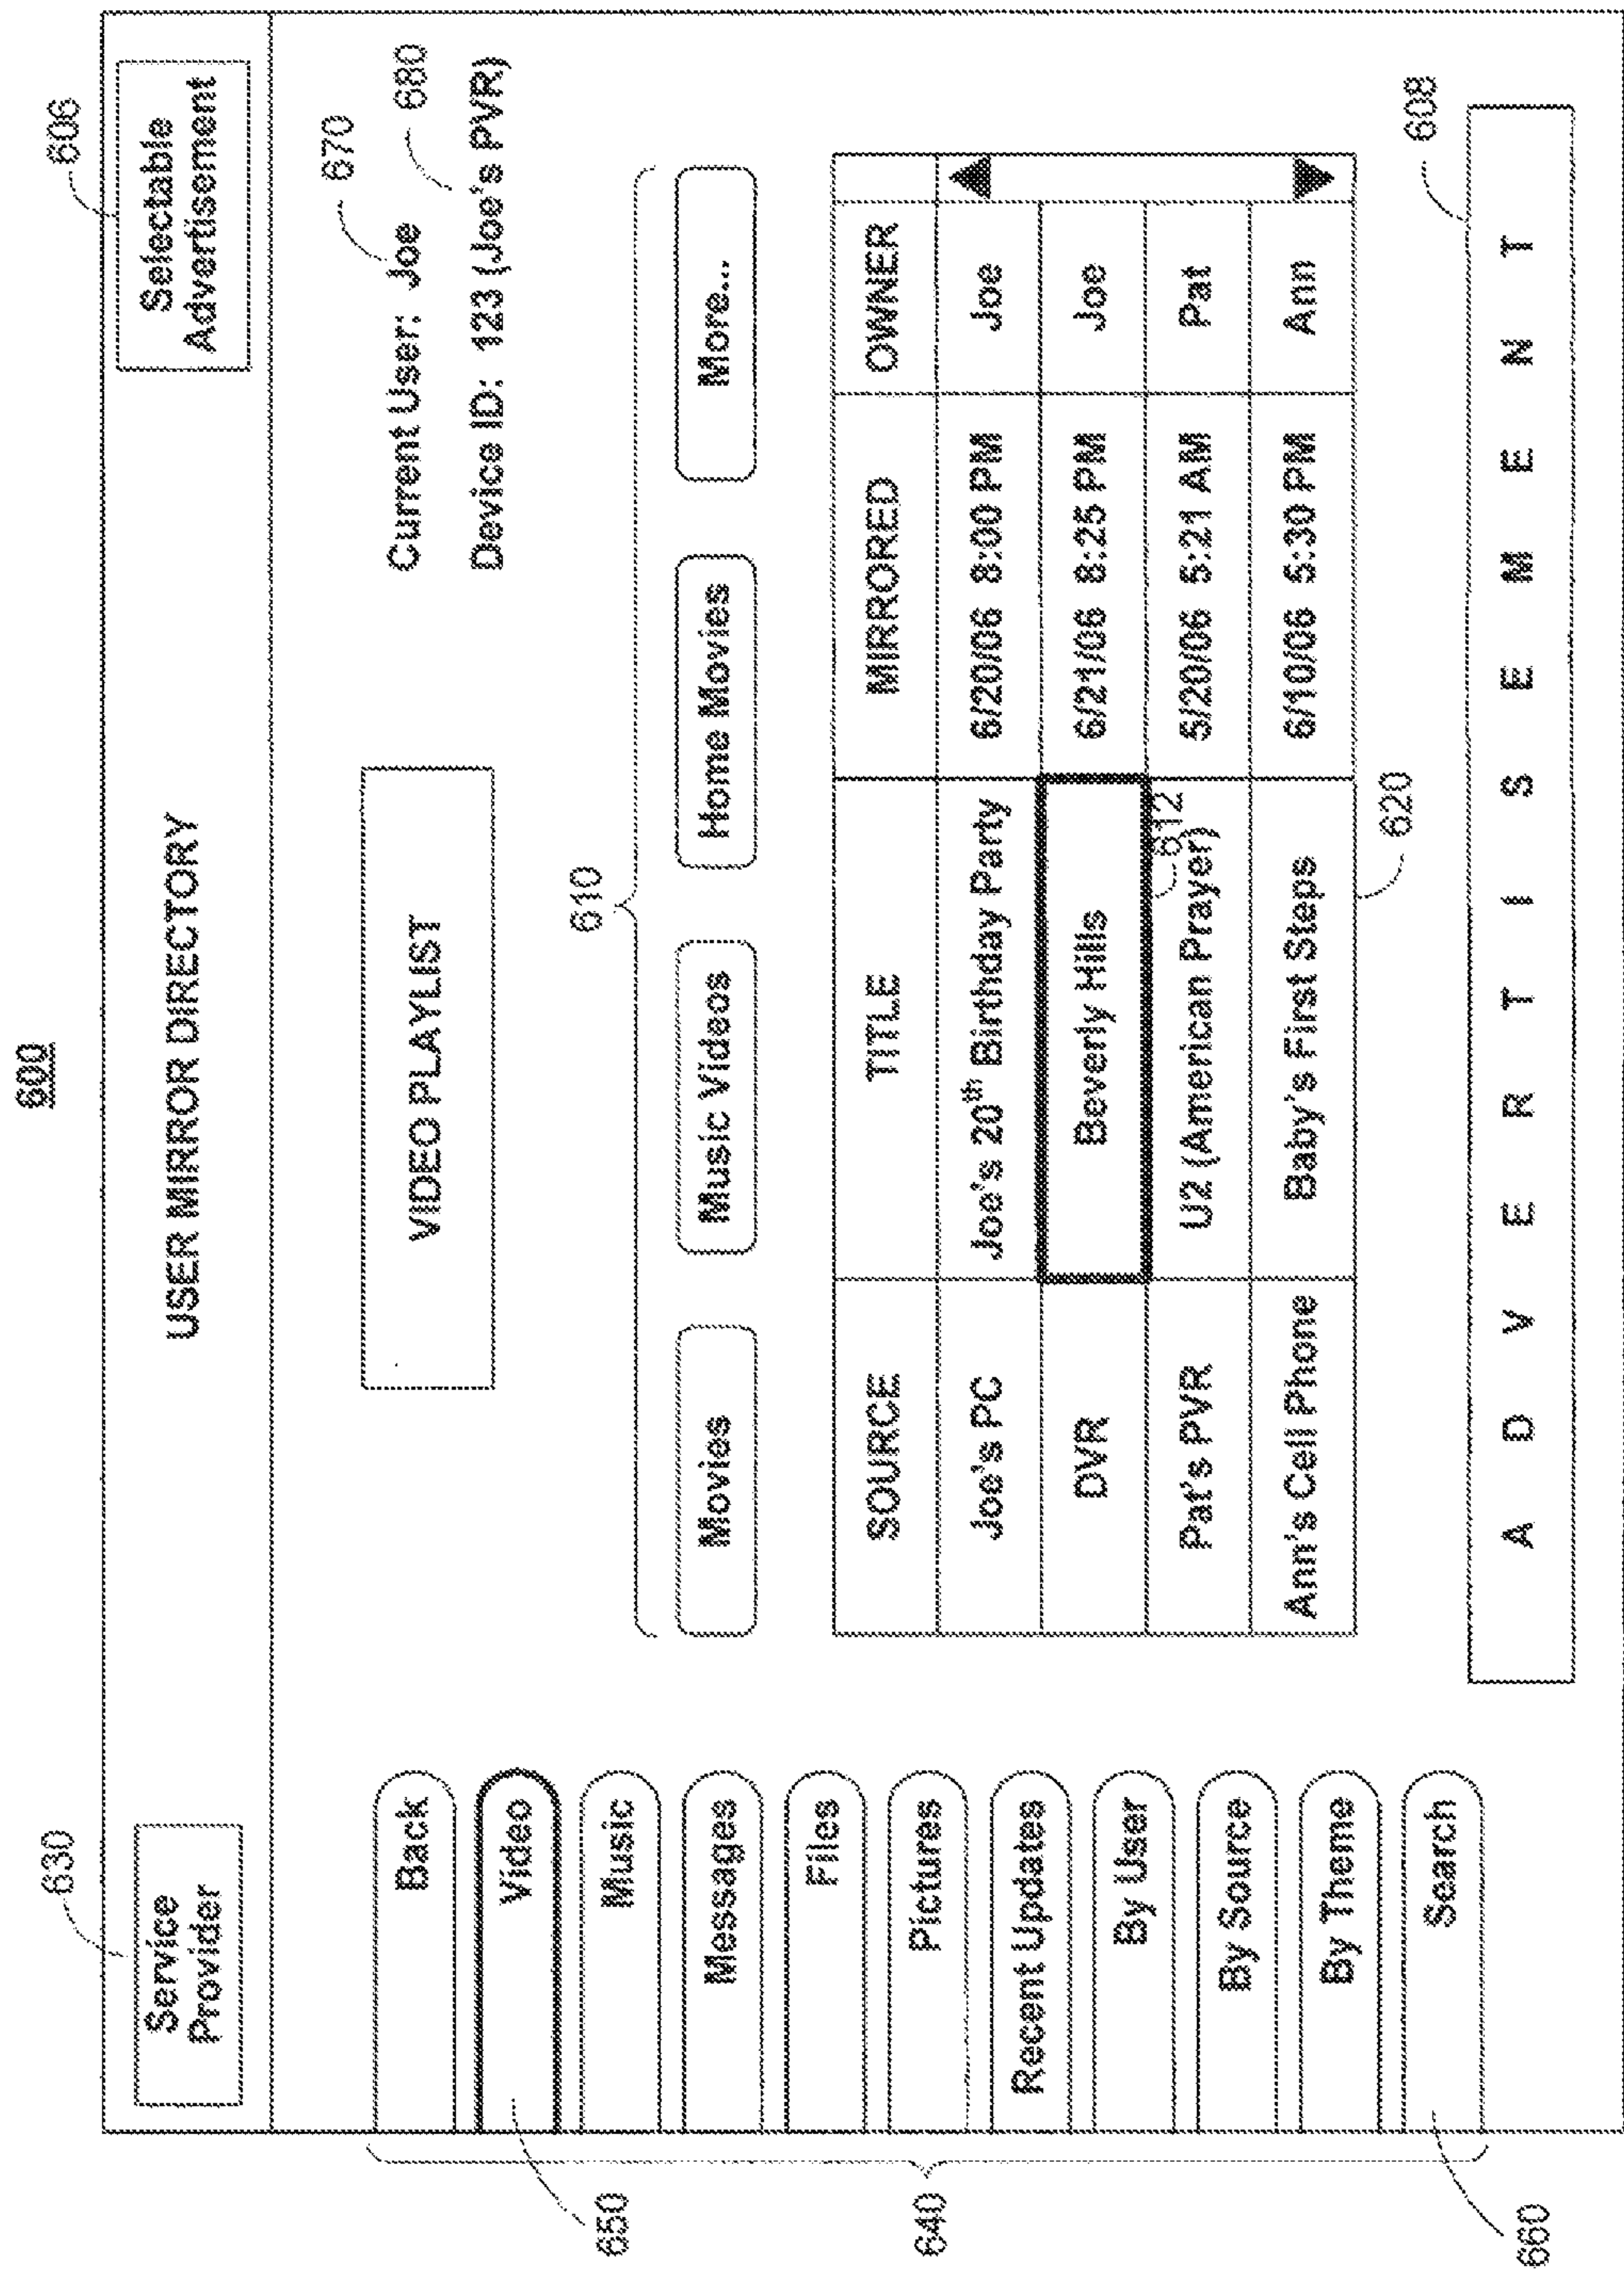 600
630
606
Service
Provider
USER MIRROR DIRECTORY
Selectable
Advertisement
670
Current User: Joe
680
Device ID: 123 (Joe's PVR)
VIDEO PLAYLIST
610
Movies
Music Videos
Home Movies
More...
Back
Video
Music
Messages
Files
Pictures
Recent Updates
By User
By Source
By Theme
Search
650
640
660
SOURCE TITLE MIRRORED OWNER
Joe's PC Joe's 20th Birthday Party 6/20/06 8:00 PM Joe
DVR Beverly Hills 6/21/06 8:25 PM Joe
612
Pat's PVR U2 (American Prayer) 5/20/06 5:21 AM Pat
Ann's Cell Phone Baby's First Steps 6/10/06 5:30 PM Ann
620
608
A D V E R T I S E M E N T